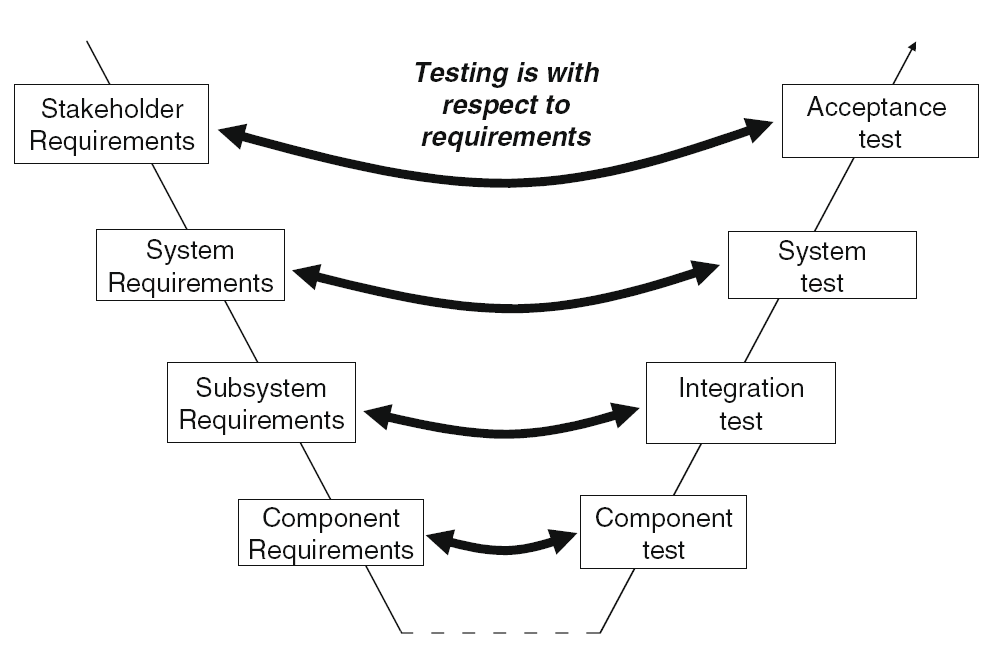 Testing is with
respect to
requirements
Stakeholder
Requirements
Acceptance
test
System
Requirements
System
test
Subsystem
Requirements
Integration
test
Component
Requirements
Component
test